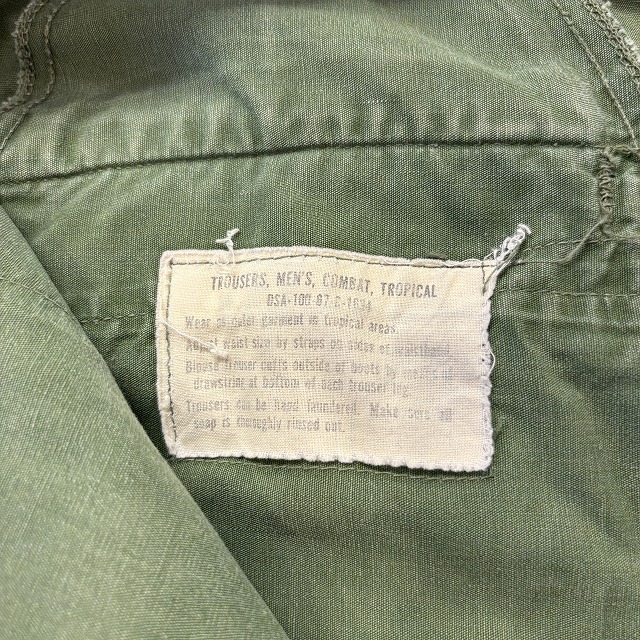 TROUSERS, MEN'S, COMBAT, TROPICAL
DSA-100-67-C-1634
Wear as outer garment in tropical areas.
Adjust waist size by straps on sides of waistband.
Blouse trouser cuffs outside of boots by means of
drawstring at bottom of each trouser leg.
Trousers can be hand laundered. Make sure all
soap is thoroughly rinsed out.